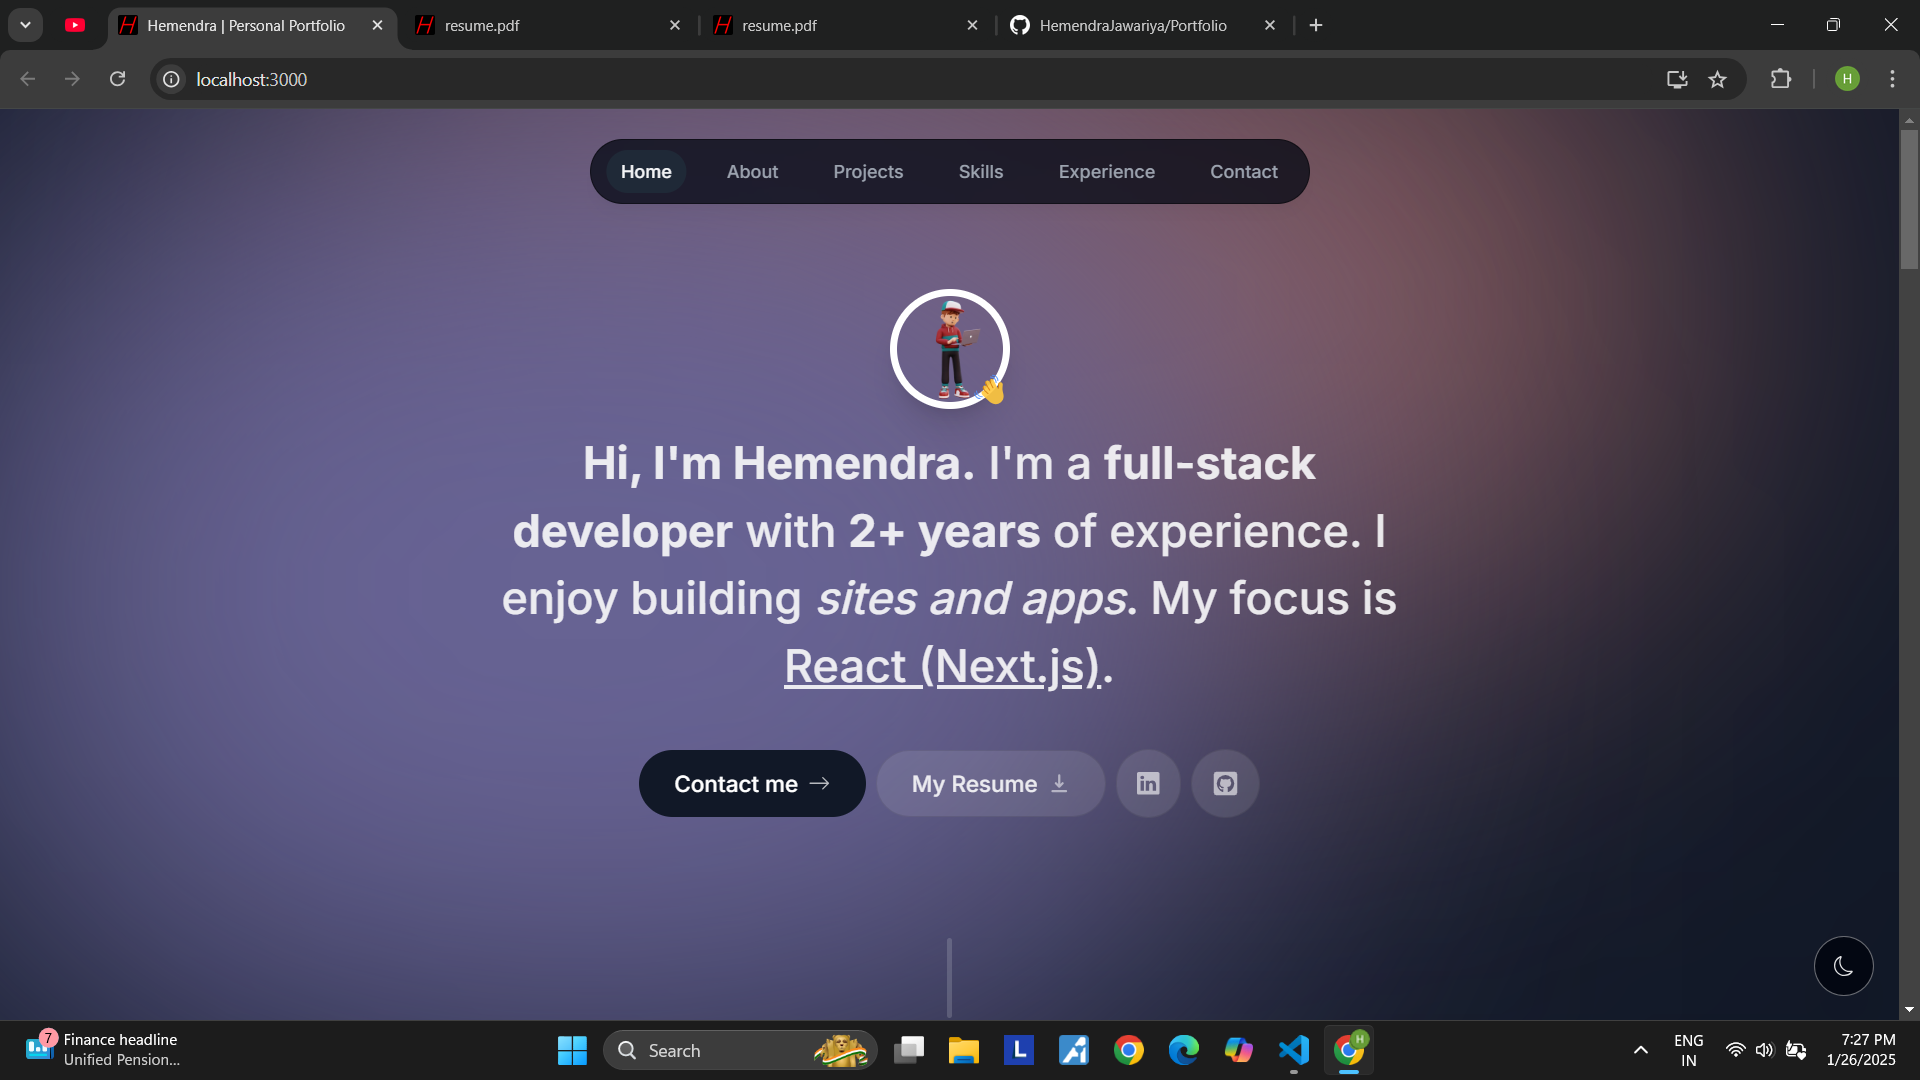 Hemendra | Personal Portfolio
resume.pdf
resume.pdf
HemendraJawariya/Portfolio
localhost:3000
H
Home
About
Projects
Skills
Experience
Contact
Hi, I'm Hemendra. I'm a full-stack
developer with 2+ years of experience. I
enjoy building sites and apps. My focus is
React (Next.js).
Contact me
My Resume
in
7
Finance headline
Unified Pension...
Search
L
H
ENG
IN
7:27 PM
1/26/2025